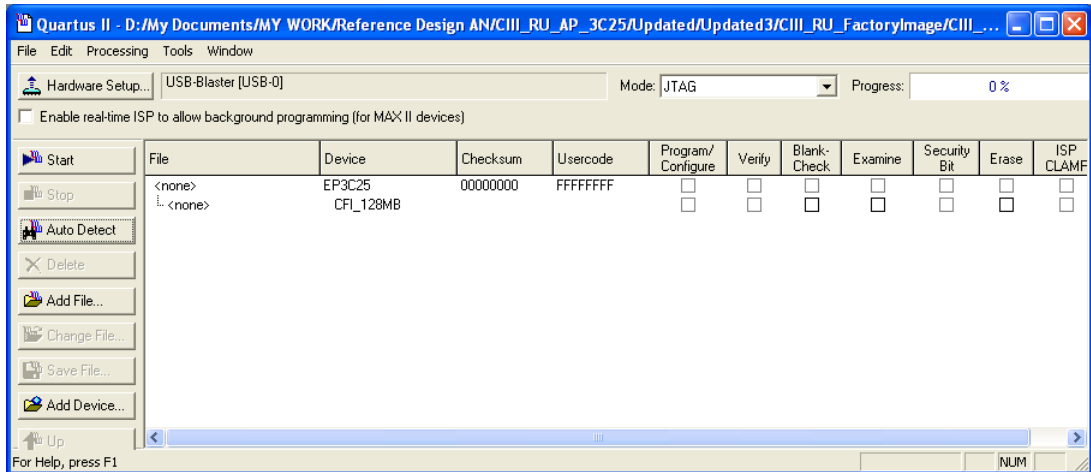 Quartus II - D:/My Documents/MY WORK/Reference Design AN/CIII_RU_AP_3C25/Updated/Updated3/CIII_RU_FactoryImage/CIII_...
File Edit Processing Tools Window
Hardware Setup... USB-Blaster [USB-0] Mode: JTAG Progress: 0 %
Enable real-time ISP to allow background programming (for MAX II devices)
Start
Stop
Auto Detect
Delete
Add File...
Change File...
Save File...
Add Device...
Up
File Device Checksum Usercode Program/ Configure Verify Blank- Check Examine Security Bit Erase ISP CLAMP
<none> EP3C25 00000000 FFFFFFFF
<none> CFI_128MB
For Help, press F1 NUM